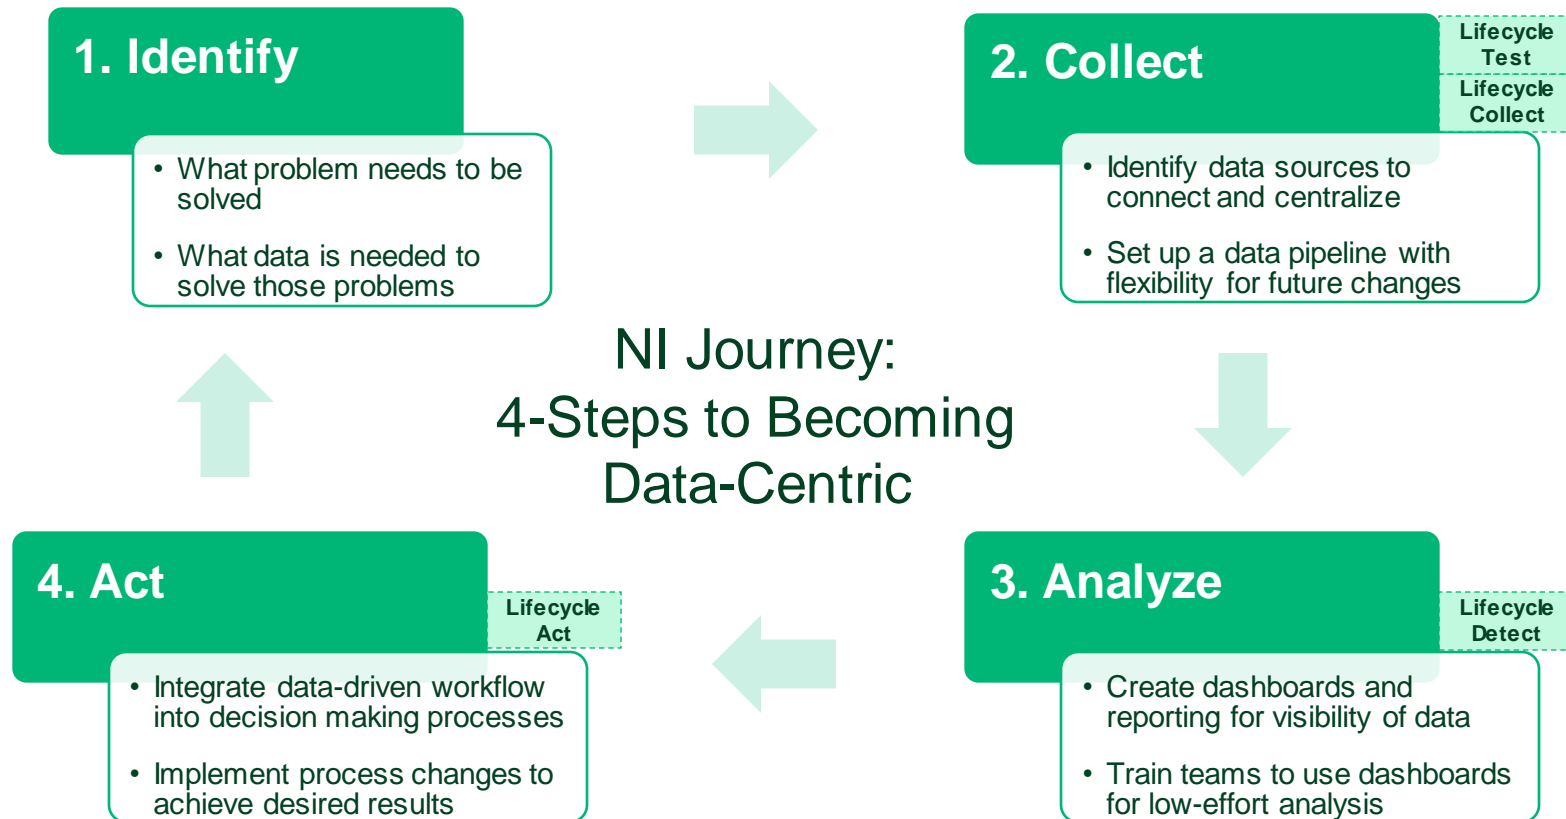 1. Identify
• What problem needs to be
solved
• What data is needed to
solve those problems
2. Collect
Lifecycle
Test
Lifecycle
Collect
• Identify data sources to
connect and centralize
• Set up a data pipeline with
flexibility for future changes
NI Journey:
4-Steps to Becoming
Data-Centric
4. Act
Lifecycle
Act
• Integrate data-driven workflow
into decision making processes
• Implement process changes to
achieve desired results
3. Analyze
Lifecycle
Detect
• Create dashboards and
reporting for visibility of data
• Train teams to use dashboards
for low-effort analysis